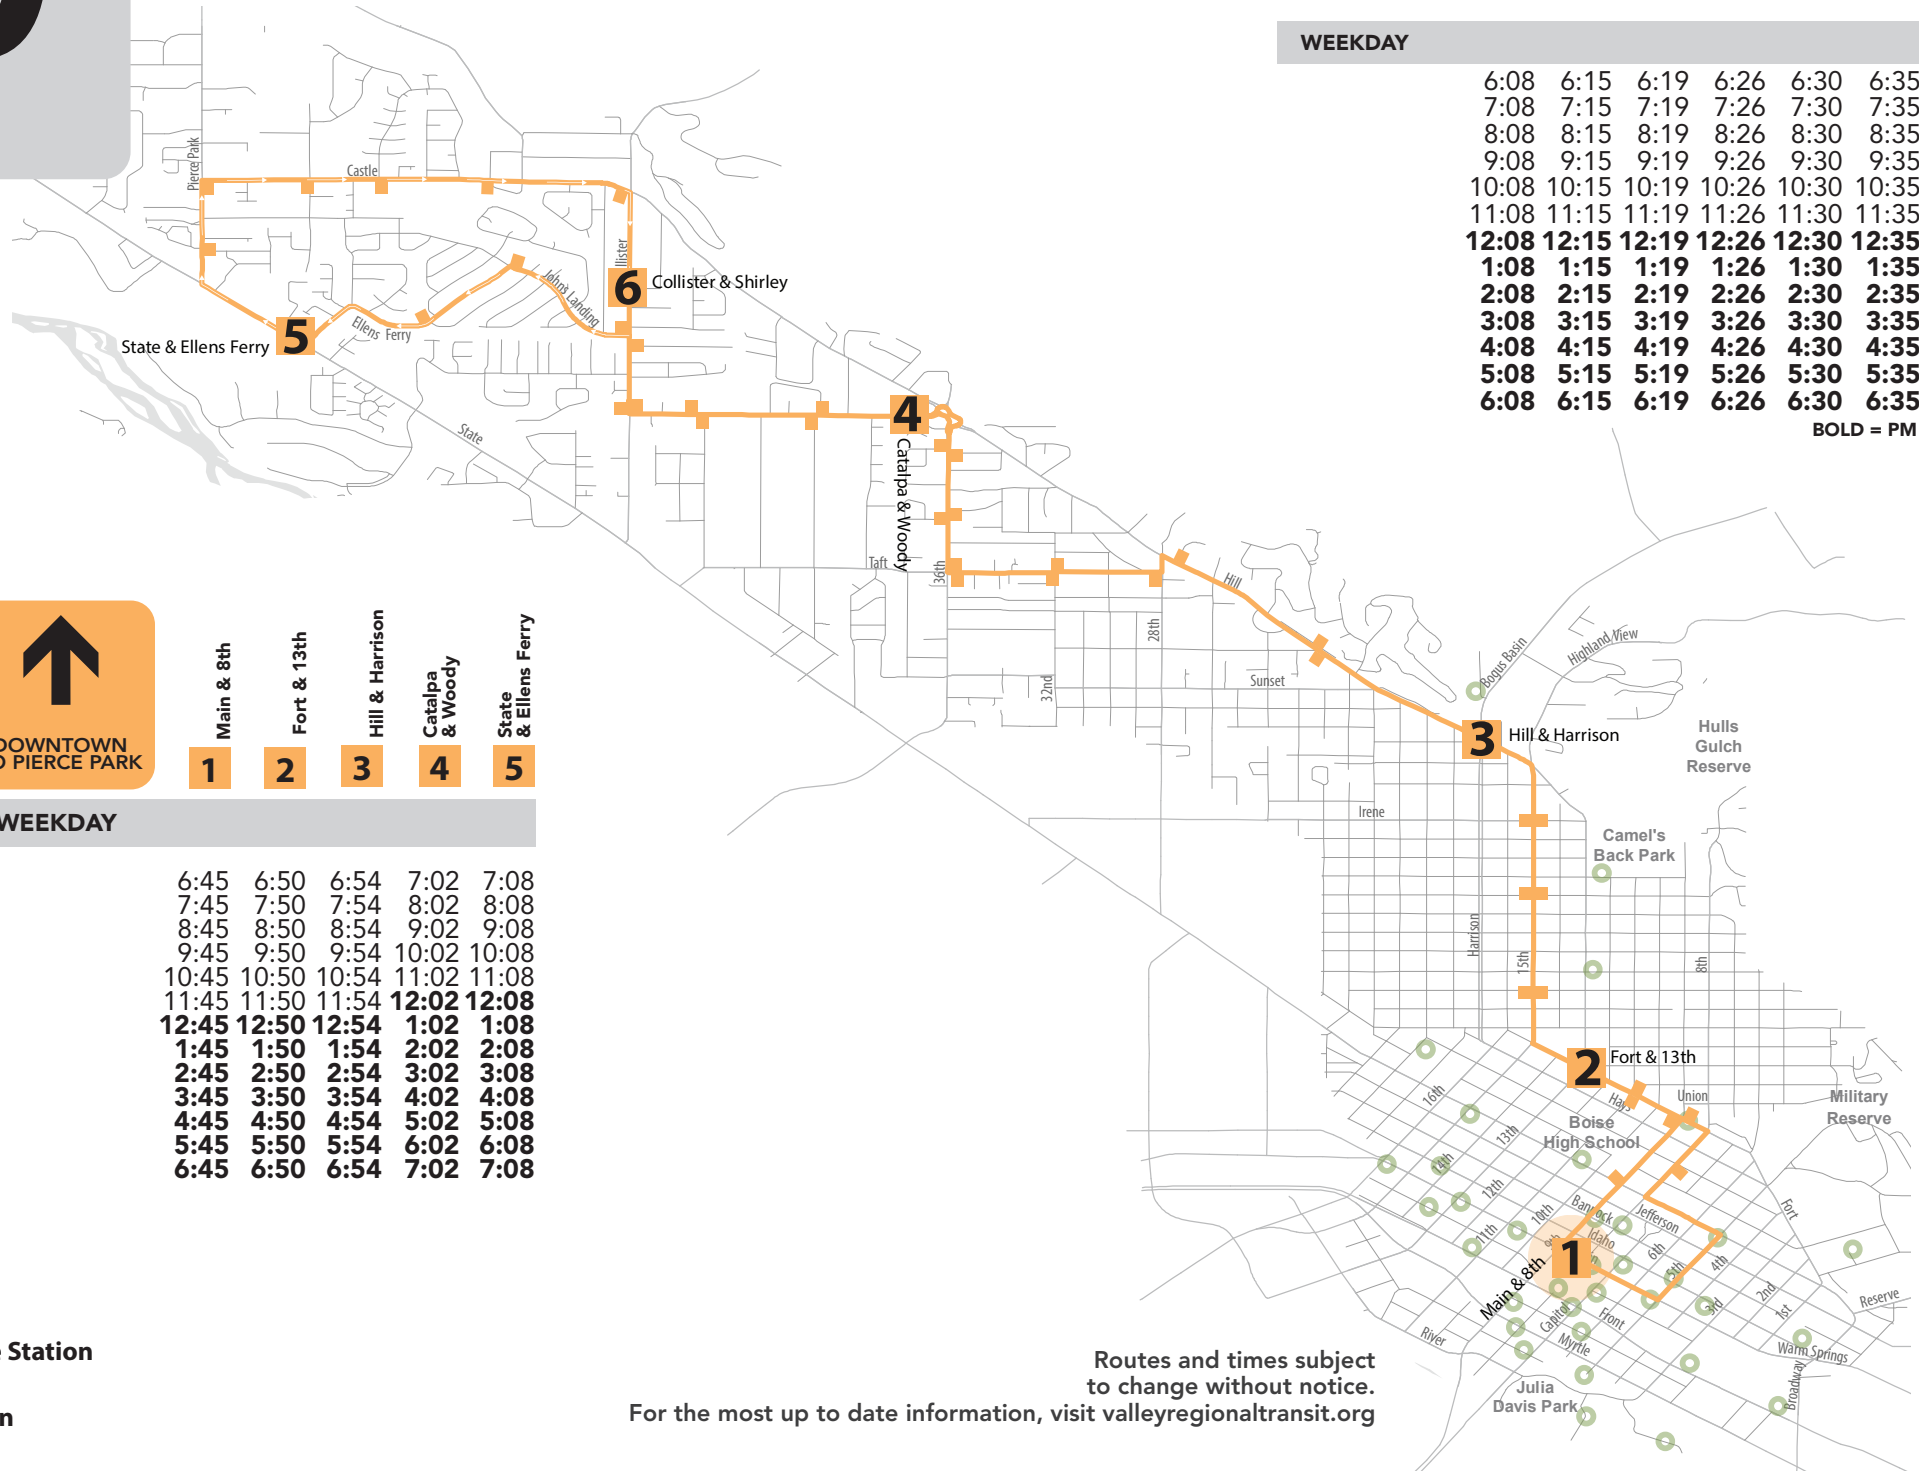 WEEKDAY
6:08 6:15 6:19 6:26 6:30 6:35
7:08 7:15 7:19 7:26 7:30 7:35
8:08 8:15 8:19 8:26 8:30 8:35
9:08 9:15 9:19 9:26 9:30 9:35
10:08 10:15 10:19 10:26 10:30 10:35
11:08 11:15 11:19 11:26 11:30 11:35
12:08 12:15 12:19 12:26 12:30 12:35
1:08 1:15 1:19 1:26 1:30 1:35
2:08 2:15 2:19 2:26 2:30 2:35
3:08 3:15 3:19 3:26 3:30 3:35
4:08 4:15 4:19 4:26 4:30 4:35
5:08 5:15 5:19 5:26 5:30 5:35
6:08 6:15 6:19 6:26 6:30 6:35
BOLD = PM
Pierce Park
Castle
llister
6 Collister & Shirley
Johns Landing
Ellens Ferry
State & Ellens Ferry 5
State
4
Catalpa & Woody
Taft
36th
Hill
28th
32nd
Sunset
Bogus Basin
Highland View
3 Hill & Harrison
Hulls
Gulch
Reserve
Irene
Camel's
Back Park
Harrison
15th
8th
2 Fort & 13th
Hays
Union
Military
Reserve
Boise
High School
16th
13th
14th
12th
10th
11th
9th
Bannock
Jefferson
Idaho
6th
5th
4th
3rd
2nd
1st
Fort
Reserve
1
Main & 8th
Capitol
Front
Myrtle
River
Warm Springs
Broadway
Julia
Davis Park
DOWNTOWN
O PIERCE PARK
Main & 8th
Fort & 13th
Hill & Harrison
Catalpa
& Woody
State
& Ellens Ferry
1 2 3 4 5
WEEKDAY
6:45 6:50 6:54 7:02 7:08
7:45 7:50 7:54 8:02 8:08
8:45 8:50 8:54 9:02 9:08
9:45 9:50 9:54 10:02 10:08
10:45 10:50 10:54 11:02 11:08
11:45 11:50 11:54 12:02 12:08
12:45 12:50 12:54 1:02 1:08
1:45 1:50 1:54 2:02 2:08
2:45 2:50 2:54 3:02 3:08
3:45 3:50 3:54 4:02 4:08
4:45 4:50 4:54 5:02 5:08
5:45 5:50 5:54 6:02 6:08
6:45 6:50 6:54 7:02 7:08
Station
n
Routes and times subject
to change without notice.
For the most up to date information, visit valleyregionaltransit.org